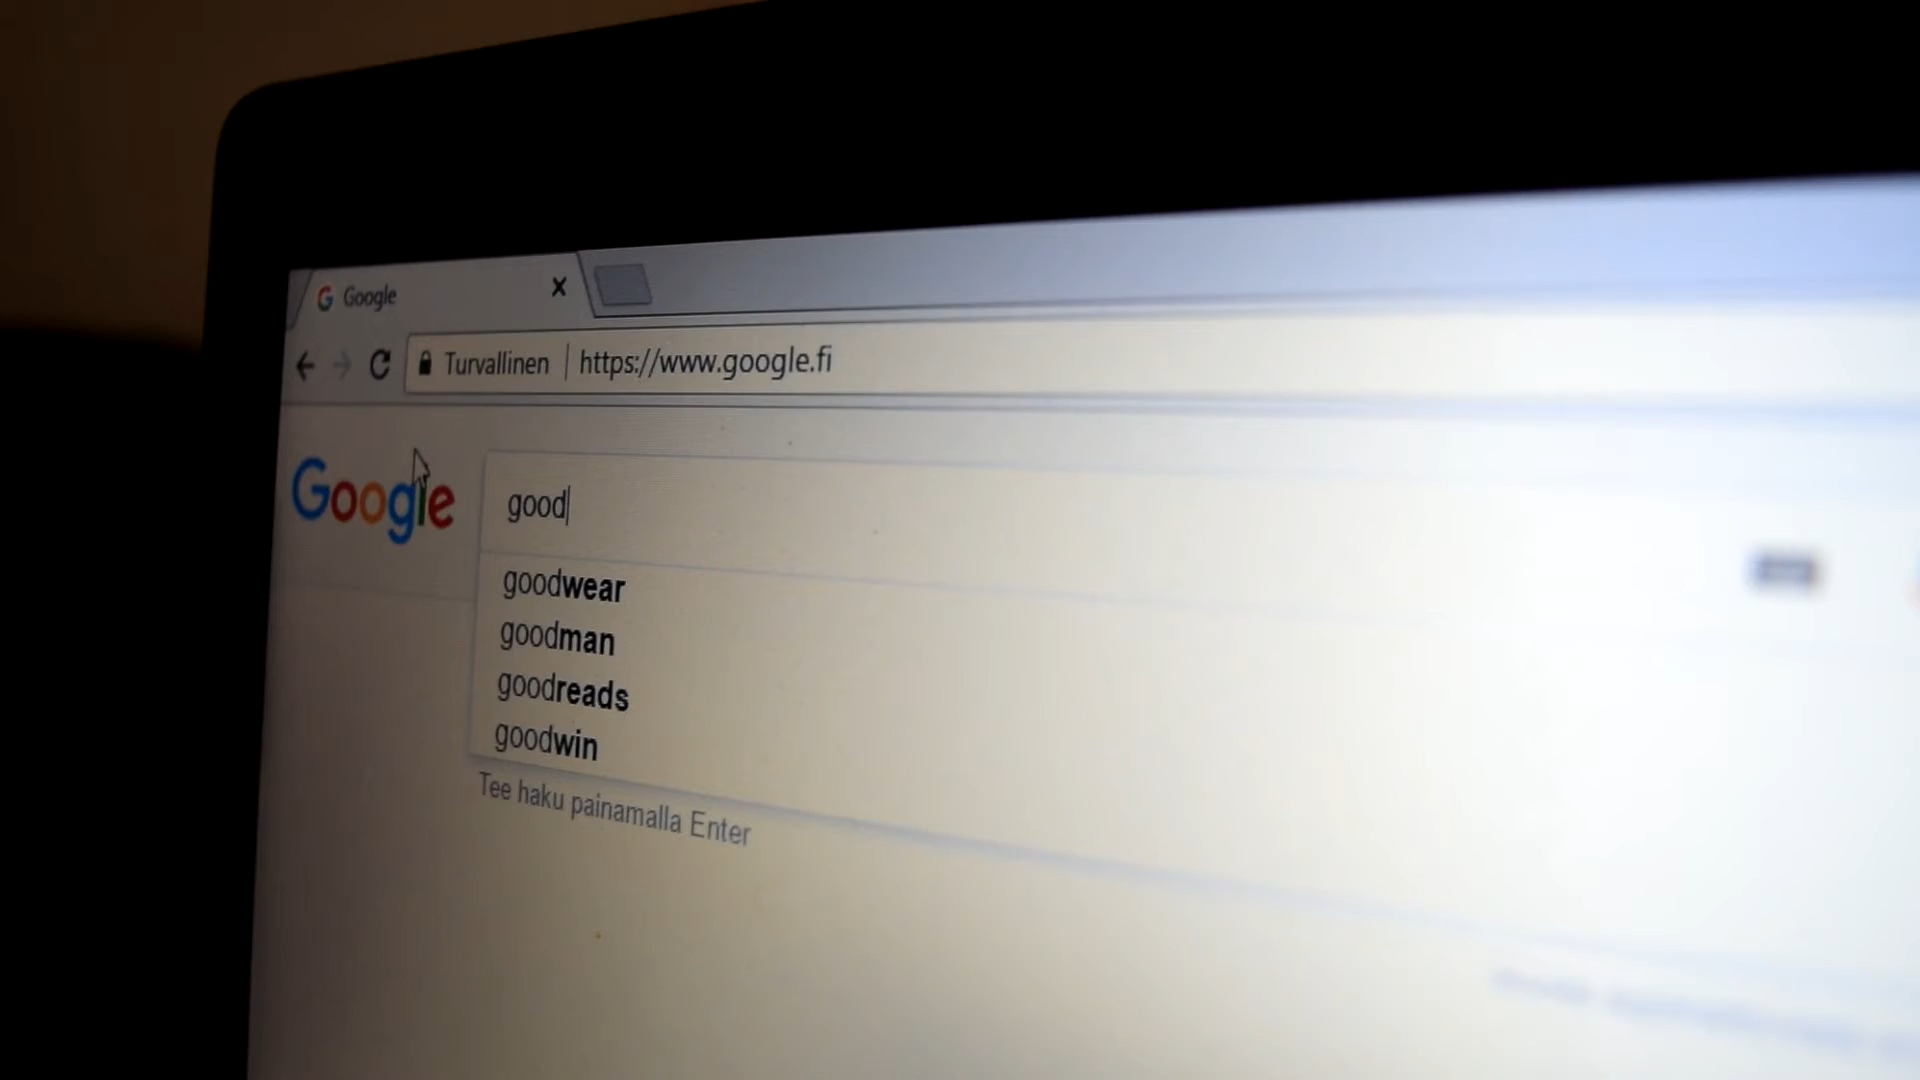 Google
Turvallinen https://www.google.fi
Google
good
goodwear
goodman
goodreads
goodwin
Tee haku painamalla Enter